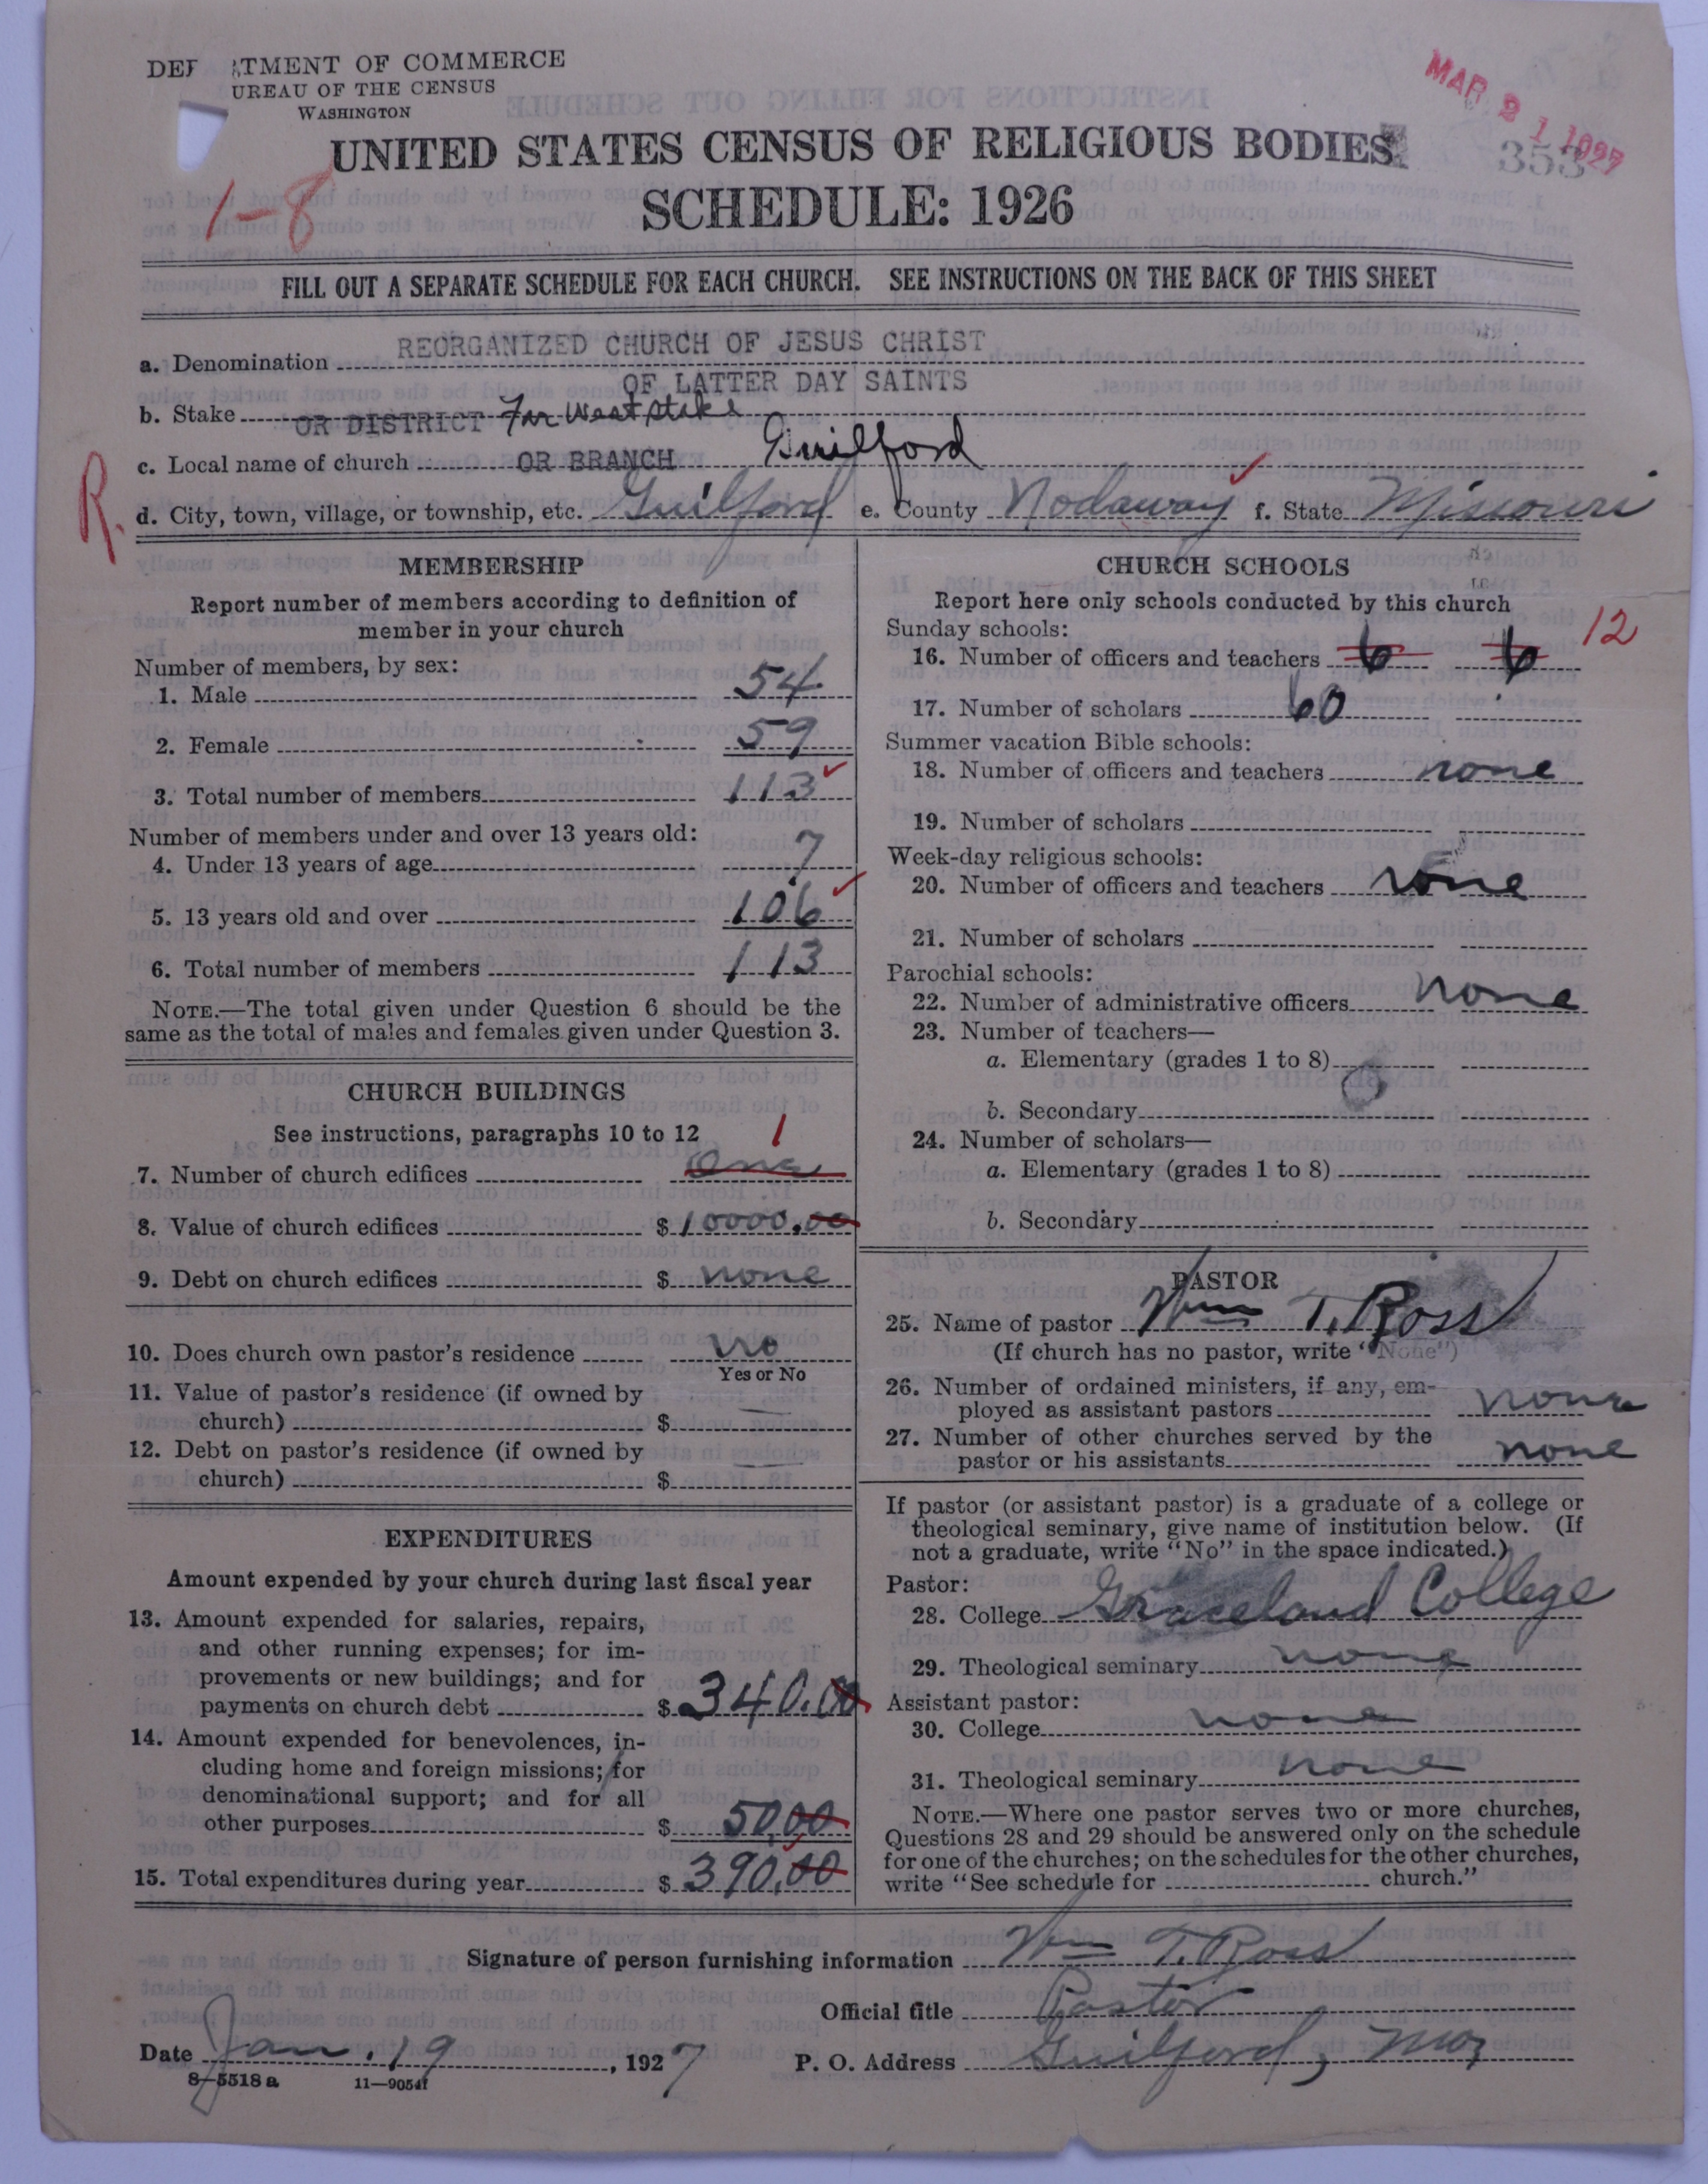 DEPARTMENT OF COMMERCE
BUREAU OF THE CENSUS
WASHINGTON
MAR 21 1927
353
UNITED STATES CENSUS OF RELIGIOUS BODIES
1-8
SCHEDULE: 1926
FILL OUT A SEPARATE SCHEDULE FOR EACH CHURCH. SEE INSTRUCTIONS ON THE BACK OF THIS SHEET
a. Denomination REORGANIZED CHURCH OF JESUS CHRIST
OF LATTER DAY SAINTS
b. Stake OR DISTRICT Far West Stake
c. Local name of church OR BRANCH Guilford
R.
d. City, town, village, or township, etc. Guilford e. County Nodaway f. State Missouri
MEMBERSHIP
Report number of members according to definition of
member in your church
Number of members, by sex:
1. Male 54
2. Female 59
3. Total number of members 113
Number of members under and over 13 years old:
4. Under 13 years of age 7
5. 13 years old and over 106
6. Total number of members 113
NOTE.—The total given under Question 6 should be the
same as the total of males and females given under Question 3.
CHURCH BUILDINGS
See instructions, paragraphs 10 to 12
1
7. Number of church edifices One
8. Value of church edifices $ 10000.00
9. Debt on church edifices $ none
10. Does church own pastor's residence No
Yes or No
11. Value of pastor's residence (if owned by
church) $
12. Debt on pastor's residence (if owned by
church) $
EXPENDITURES
Amount expended by your church during last fiscal year
13. Amount expended for salaries, repairs,
and other running expenses; for im-
provements or new buildings; and for
payments on church debt $ 340.00
14. Amount expended for benevolences, in-
cluding home and foreign missions; for
denominational support; and for all
other purposes $ 50.00
15. Total expenditures during year $ 390.00
CHURCH SCHOOLS
Report here only schools conducted by this church
Sunday schools:
16. Number of officers and teachers 6 6 12
17. Number of scholars 60
Summer vacation Bible schools:
18. Number of officers and teachers none
19. Number of scholars
Week-day religious schools:
20. Number of officers and teachers none
21. Number of scholars
Parochial schools:
22. Number of administrative officers none
23. Number of teachers—
a. Elementary (grades 1 to 8)
b. Secondary
24. Number of scholars—
a. Elementary (grades 1 to 8)
b. Secondary
PASTOR
25. Name of pastor Wm T. Ross
(If church has no pastor, write "None")
26. Number of ordained ministers, if any, em-
ployed as assistant pastors none
27. Number of other churches served by the
pastor or his assistants none
If pastor (or assistant pastor) is a graduate of a college or
theological seminary, give name of institution below. (If
not a graduate, write "No" in the space indicated.)
Pastor:
28. College Graceland College
29. Theological seminary none
Assistant pastor:
30. College none
31. Theological seminary none
NOTE.—Where one pastor serves two or more churches,
Questions 28 and 29 should be answered only on the schedule
for one of the churches; on the schedules for the other churches,
write "See schedule for church."
Signature of person furnishing information Wm T. Ross
Official title Pastor
Date Jan. 19, 1927 P. O. Address Guilford, Mo,
8-5518 a 11-9054f